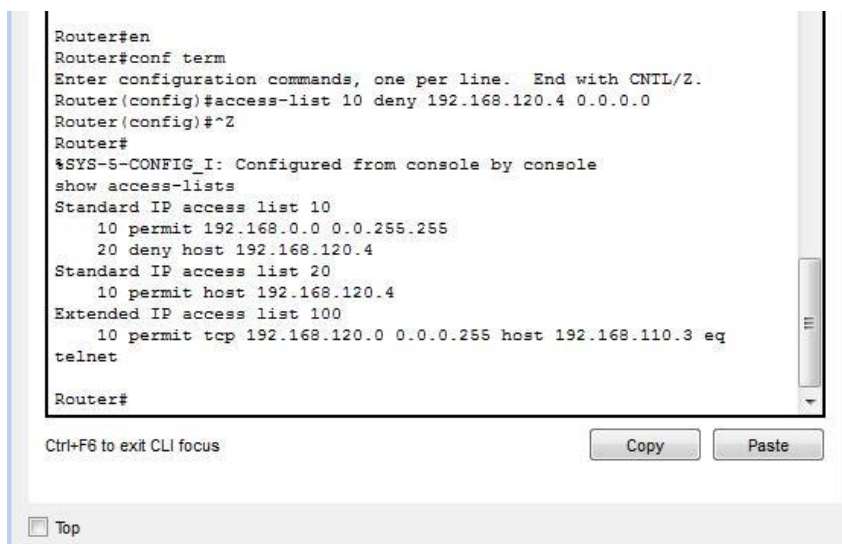 Router#en
Router#conf term
Enter configuration commands, one per line.  End with CNTL/Z.
Router(config)#access-list 10 deny 192.168.120.4 0.0.0.0
Router(config)#^Z
Router#
%SYS-5-CONFIG_I: Configured from console by console
show access-lists
Standard IP access list 10
    10 permit 192.168.0.0 0.0.255.255
    20 deny host 192.168.120.4
Standard IP access list 20
    10 permit host 192.168.120.4
Extended IP access list 100
    10 permit tcp 192.168.120.0 0.0.0.255 host 192.168.110.3 eq
telnet
Router#
Ctrl+F6 to exit CLI focus
Copy
Paste
Top